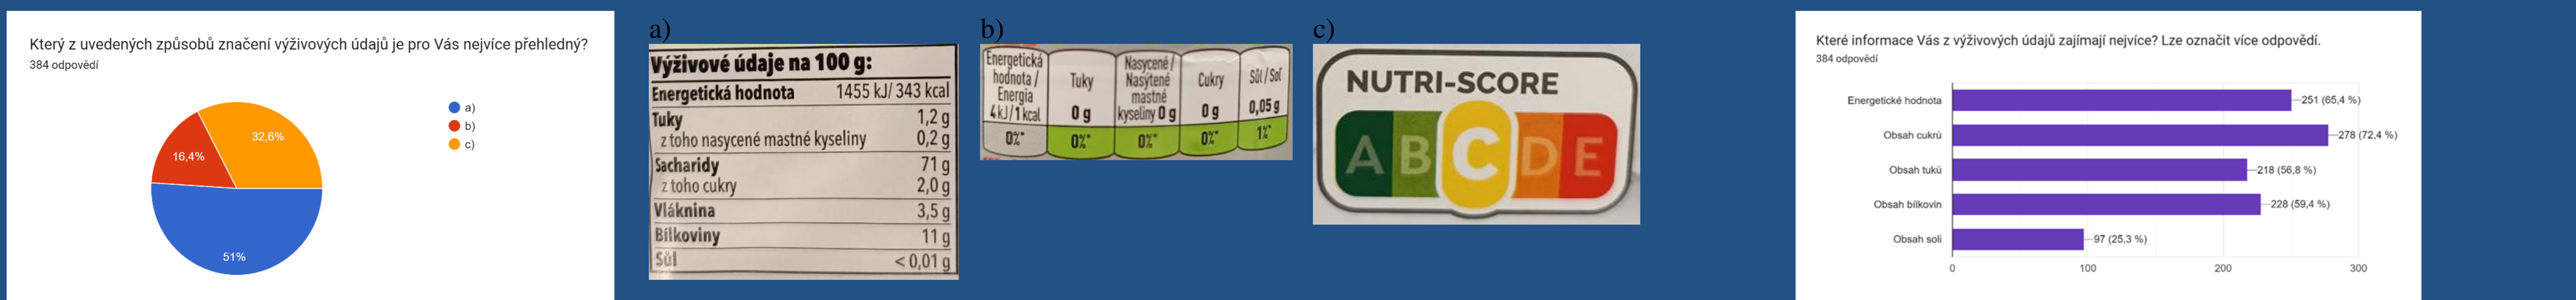 Který z uvedených způsobů značení výživových údajů je pro Vás nejvíce přehledný?
384 odpovědí
a)
b)
c)
32,6%
16,4%
51%
a)
Výživové údaje na 100 g:
Energetická hodnota 1455 kJ/ 343 kcal
Tuky 1,2 g
z toho nasycené mastné kyseliny 0,2 g
Sacharidy 71 g
z toho cukry 2,0 g
Vláknina 3,5 g
Bílkoviny 11 g
Sůl < 0,01 g
b)
Energetická
hodnota /
Energia
4 kJ/1 kcal
0%*
Tuky
0 g
0%*
Nasycené /
Nasýtené
mastné
kyseliny 0 g
0%*
Cukry
0 g
0%*
Sůl / Soľ
0,05 g
1%*
c)
NUTRI-SCORE
A B C D E
Které informace Vás z výživových údajů zajímají nejvíce? Lze označit více odpovědí.
384 odpovědí
Energetické hodnota 251 (65,4 %)
Obsah cukrů 278 (72,4 %)
Obsah tuků 218 (56,8 %)
Obsah bílkovin 228 (59,4 %)
Obsah soli 97 (25,3 %)
0 100 200 300